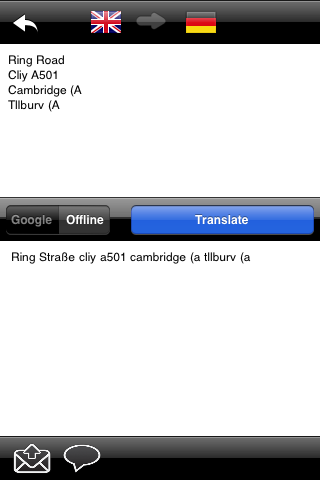 Ring Road
Cliy A501
Cambridge (A
Tllburv (A
Google Offline Translate
Ring Straße cliy a501 cambridge (a tllburv (a